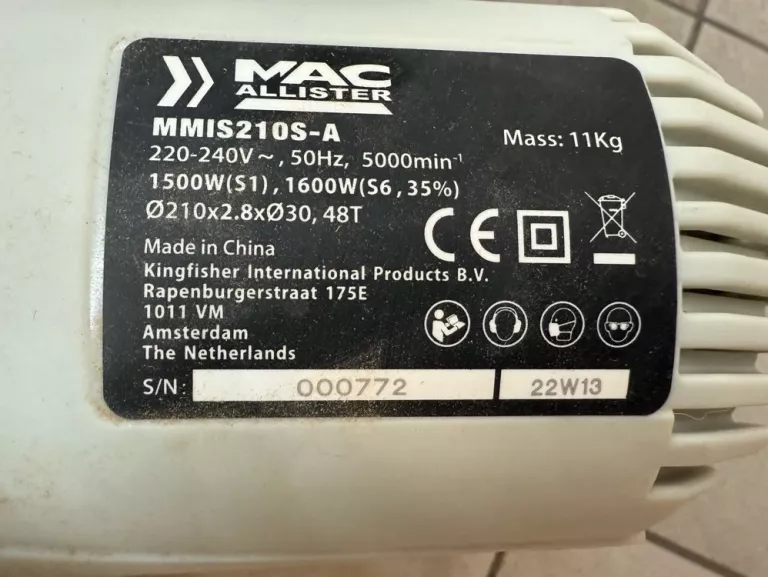 MAC
ALLISTER
MMIS210S-A
Mass: 11Kg
220-240V~, 50Hz, 5000min⁻¹
1500W(S1), 1600W(S6, 35%)
Ø210x2.8xØ30, 48T
CE
Made in China
Kingfisher International Products B.V.
Rapenburgerstraat 175E
1011 VM
Amsterdam
The Netherlands
S/N: 000772 22W13